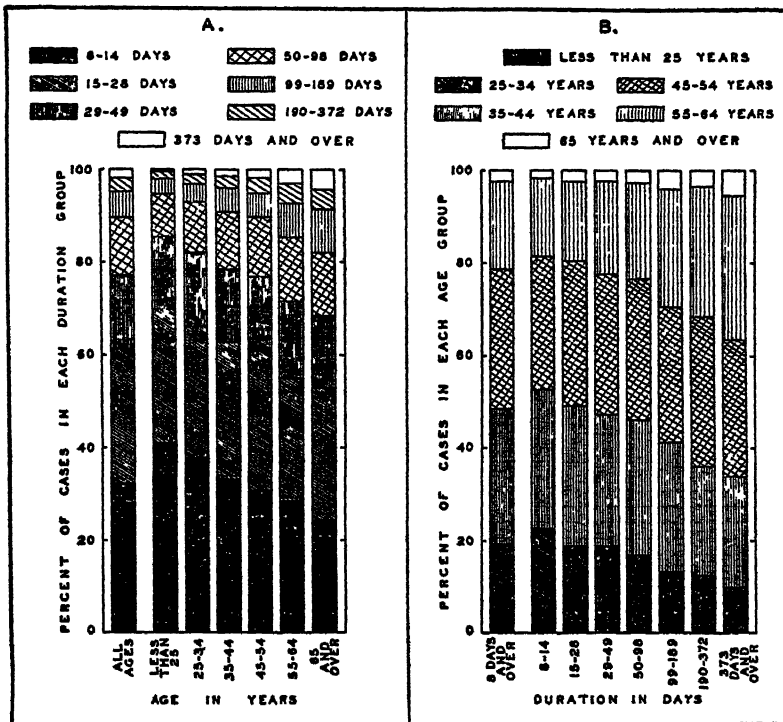 A.
8-14 DAYS
50-98 DAYS
15-28 DAYS
99-189 DAYS
29-49 DAYS
190-372 DAYS
373 DAYS AND OVER
PERCENT OF CASES IN EACH DURATION GROUP
100
80
60
40
20
0
ALL AGES
LESS THAN 25
25-34
35-44
45-54
55-64
65 AND OVER
AGE IN YEARS
B.
LESS THAN 25 YEARS
25-34 YEARS
45-54 YEARS
35-44 YEARS
55-64 YEARS
65 YEARS AND OVER
PERCENT OF CASES IN EACH AGE GROUP
100
80
60
40
20
0
8 DAYS AND OVER
8-14
15-28
29-49
50-98
99-189
190-372
373 DAYS AND OVER
DURATION IN DAYS